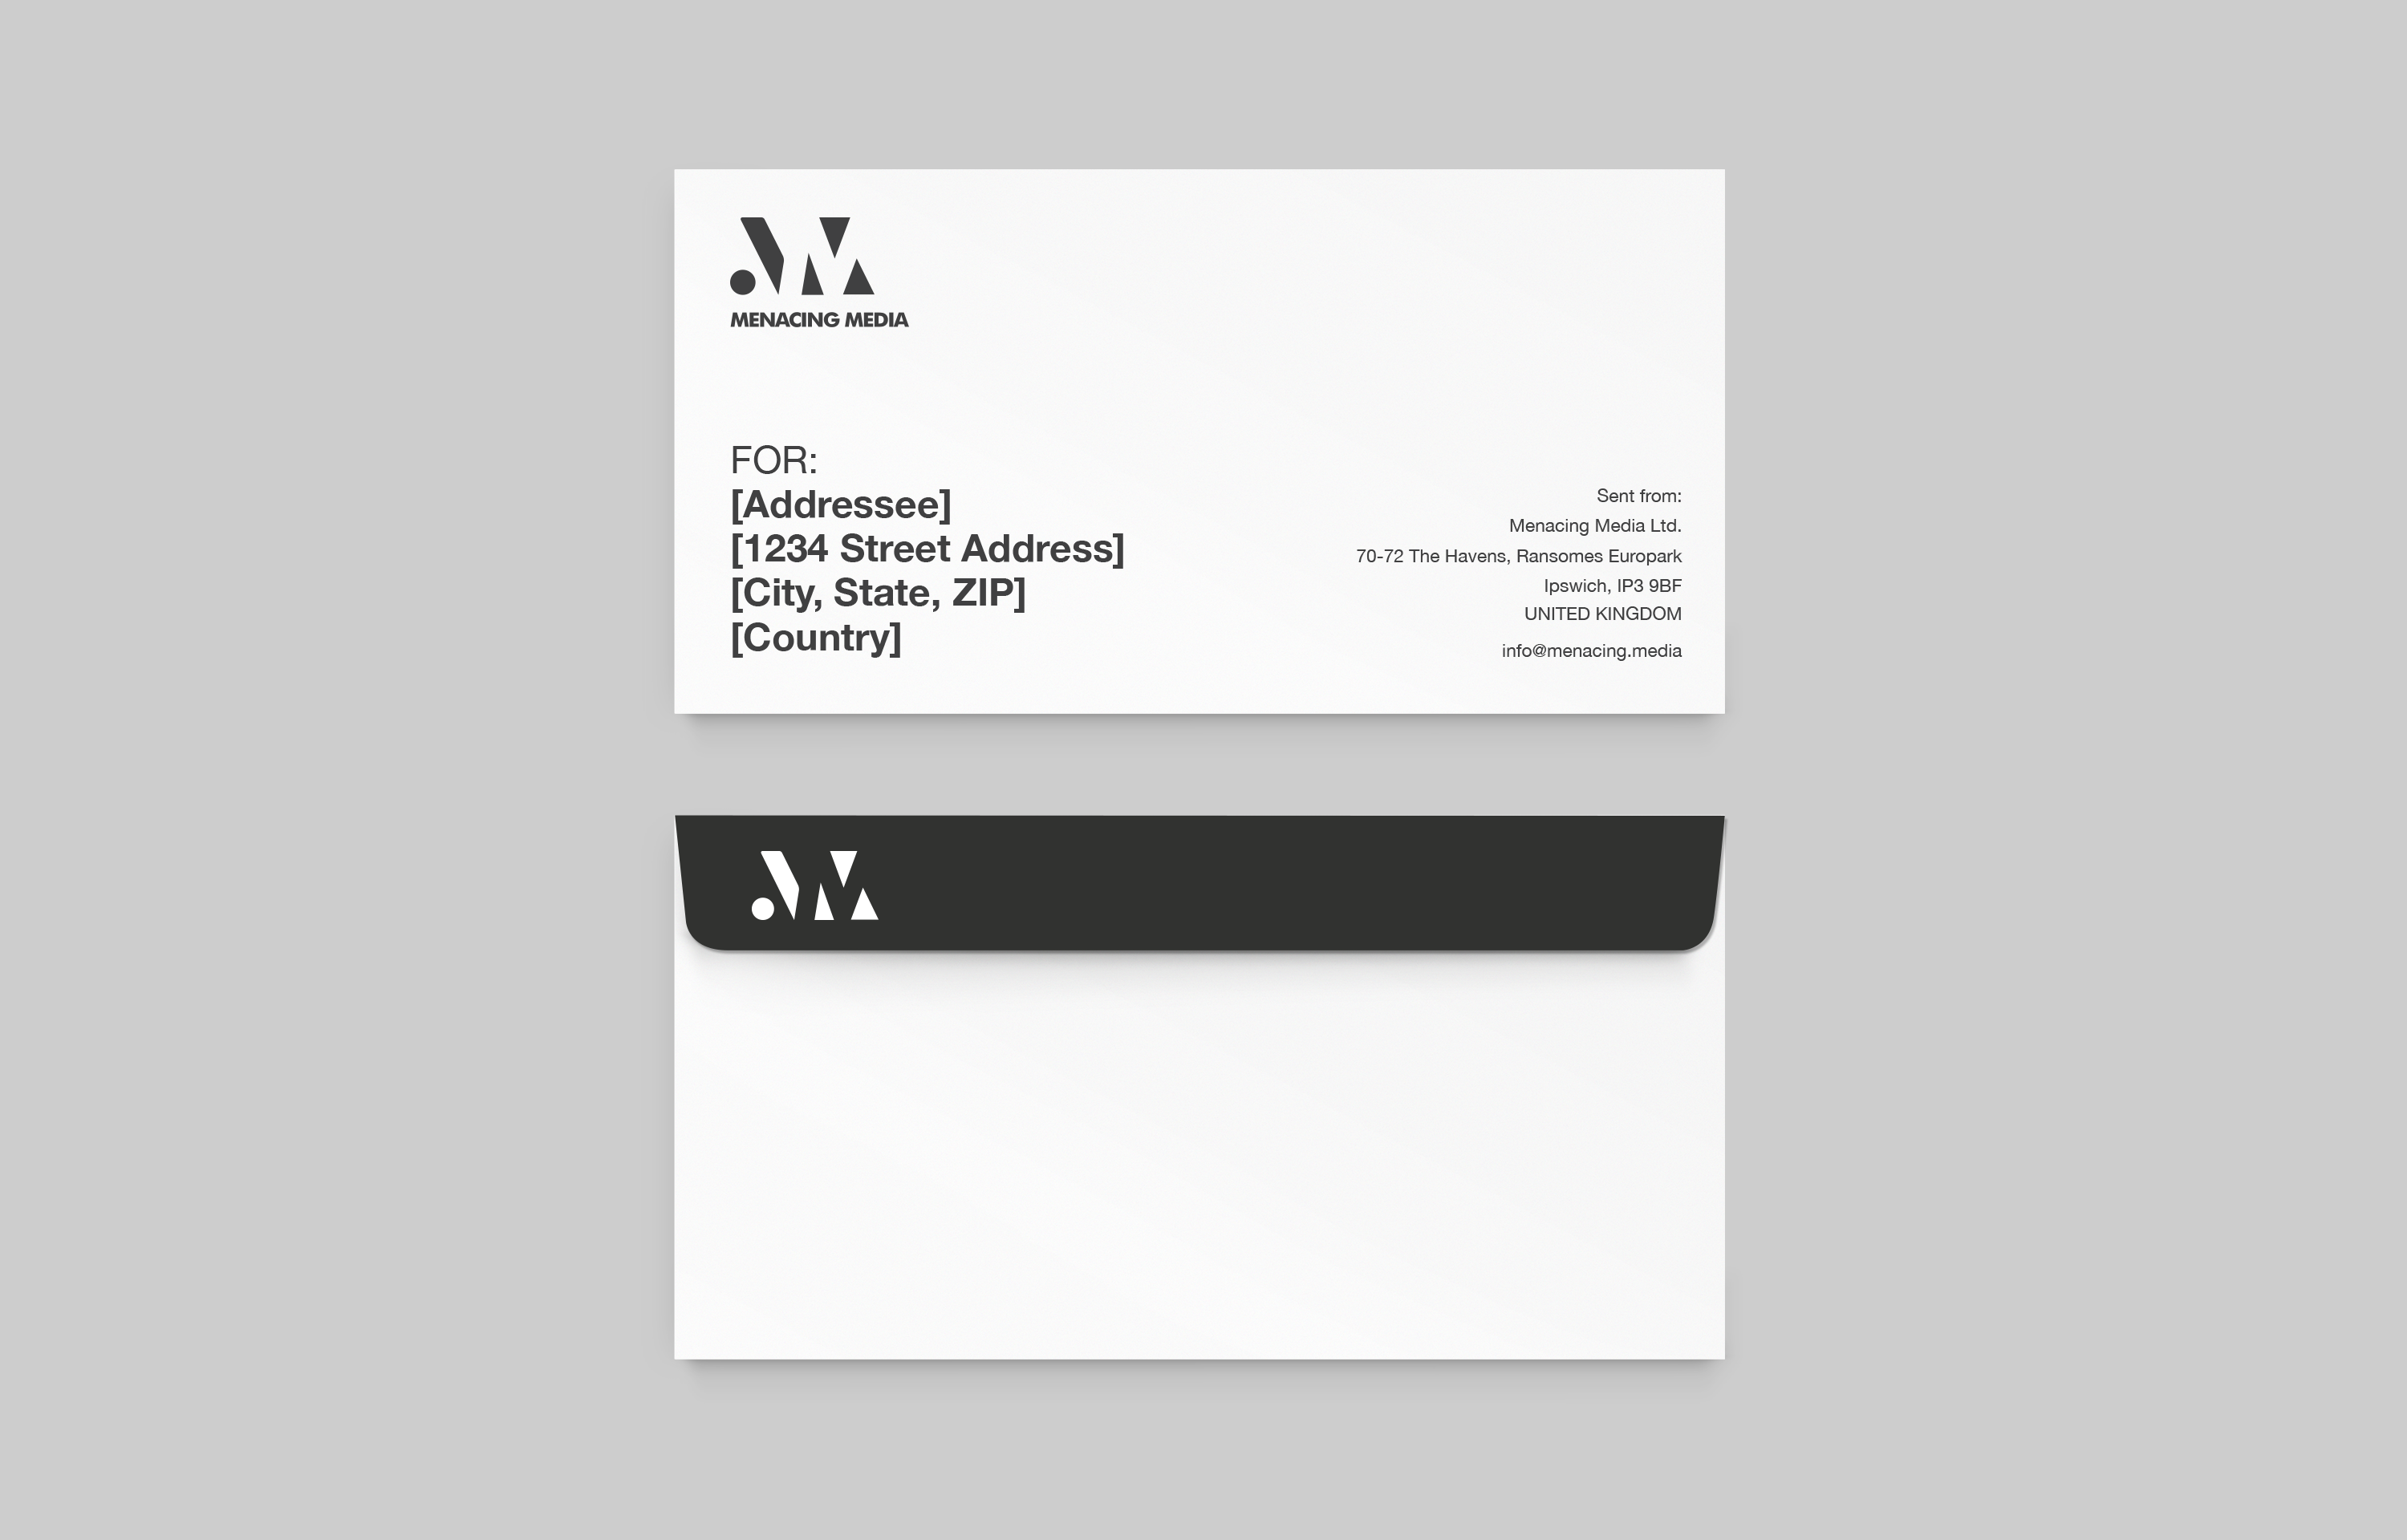 MENACING MEDIA
FOR:
[Addressee]
[1234 Street Address]
[City, State, ZIP]
[Country]
Sent from:
Menacing Media Ltd.
70-72 The Havens, Ransomes Europark
Ipswich, IP3 9BF
UNITED KINGDOM
info@menacing.media